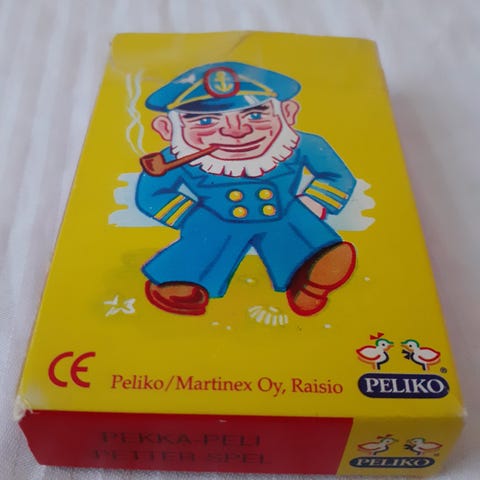 CE
Peliko/Martinex Oy, Raisio
PELIKO®
PEKKA-PELI
PETTER-SPEL
PELIKO